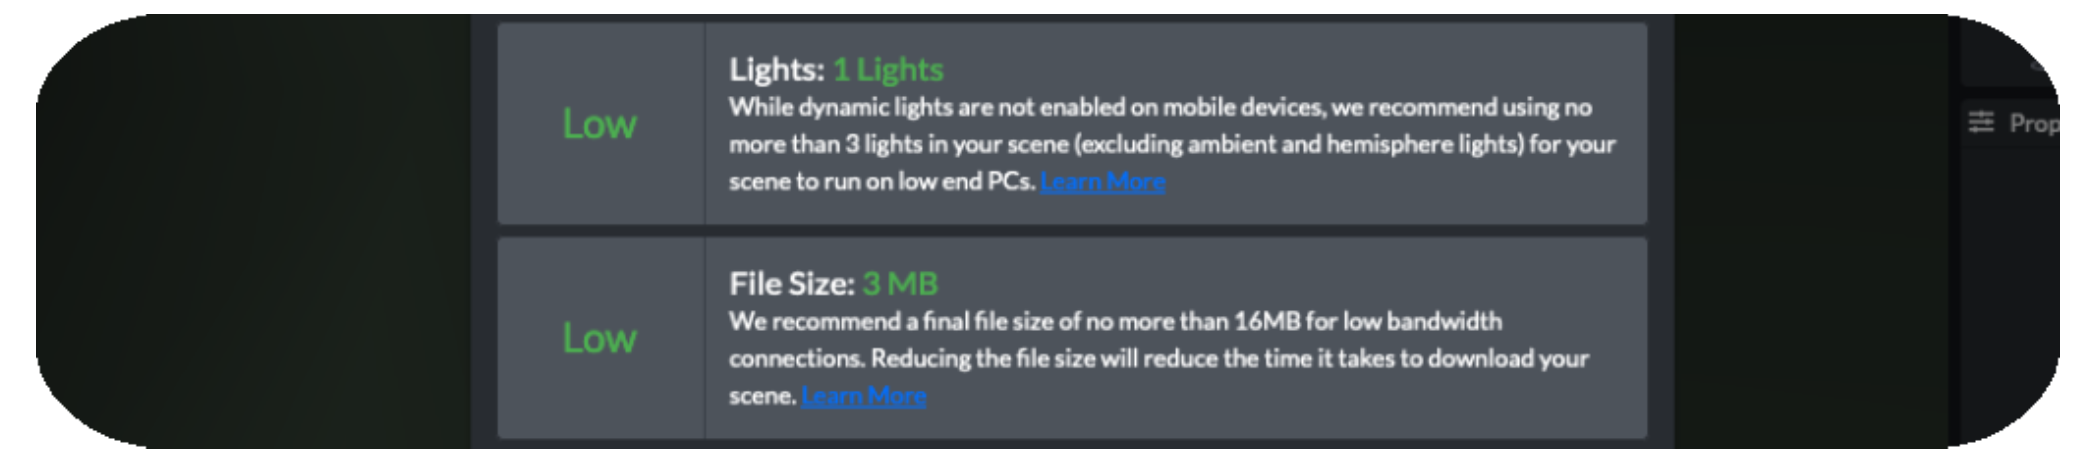 Low
Lights: 1 Lights
While dynamic lights are not enabled on mobile devices, we recommend using no
more than 3 lights in your scene (excluding ambient and hemisphere lights) for your
scene to run on low end PCs. Learn More
Low
File Size: 3 MB
We recommend a final file size of no more than 16MB for low bandwidth
connections. Reducing the file size will reduce the time it takes to download your
scene. Learn More
Prop